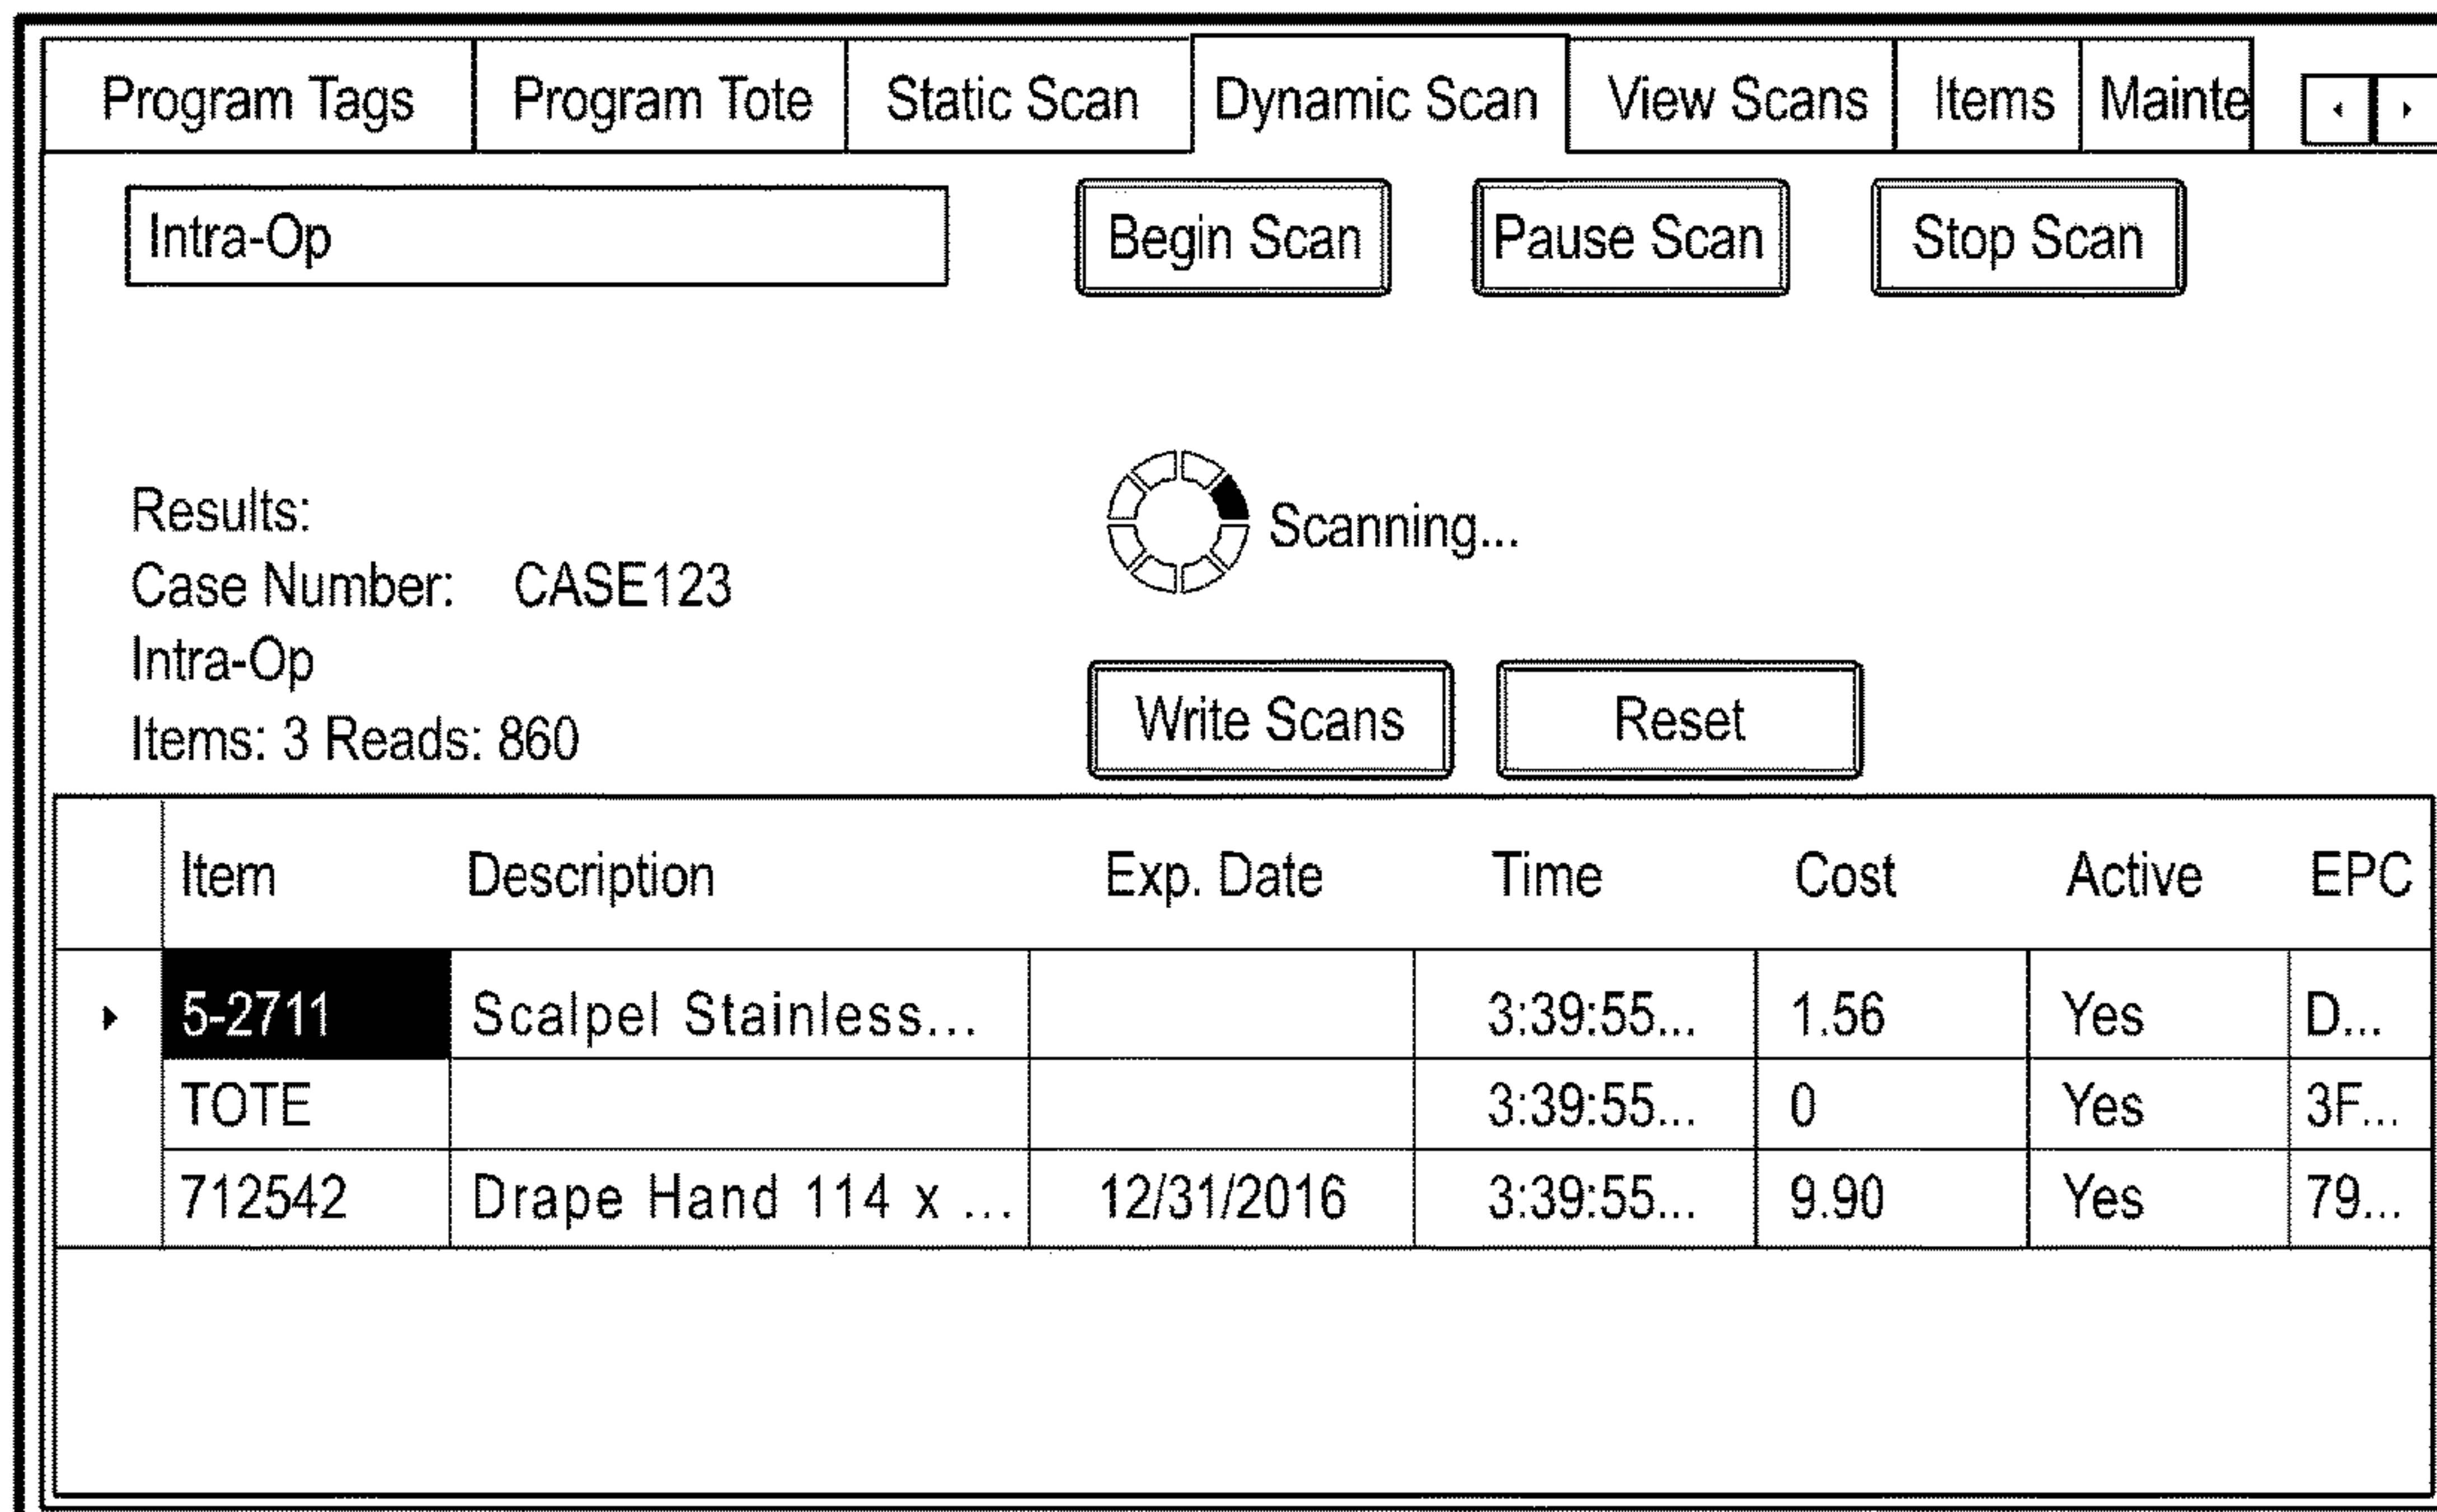 Program Tags Program Tote Static Scan Dynamic Scan View Scans Items Mainte
Intra-Op Begin Scan Pause Scan Stop Scan
Results:
Scanning...
Case Number: CASE123
Intra-Op
Write Scans Reset
Items: 3 Reads: 860
Item Description Exp. Date Time Cost Active EPC
5-2711 Scalpel Stainless... 3:39:55... 1.56 Yes D...
TOTE 3:39:55... 0 Yes 3F...
712542 Drape Hand 114 x ... 12/31/2016 3:39:55... 9.90 Yes 79...